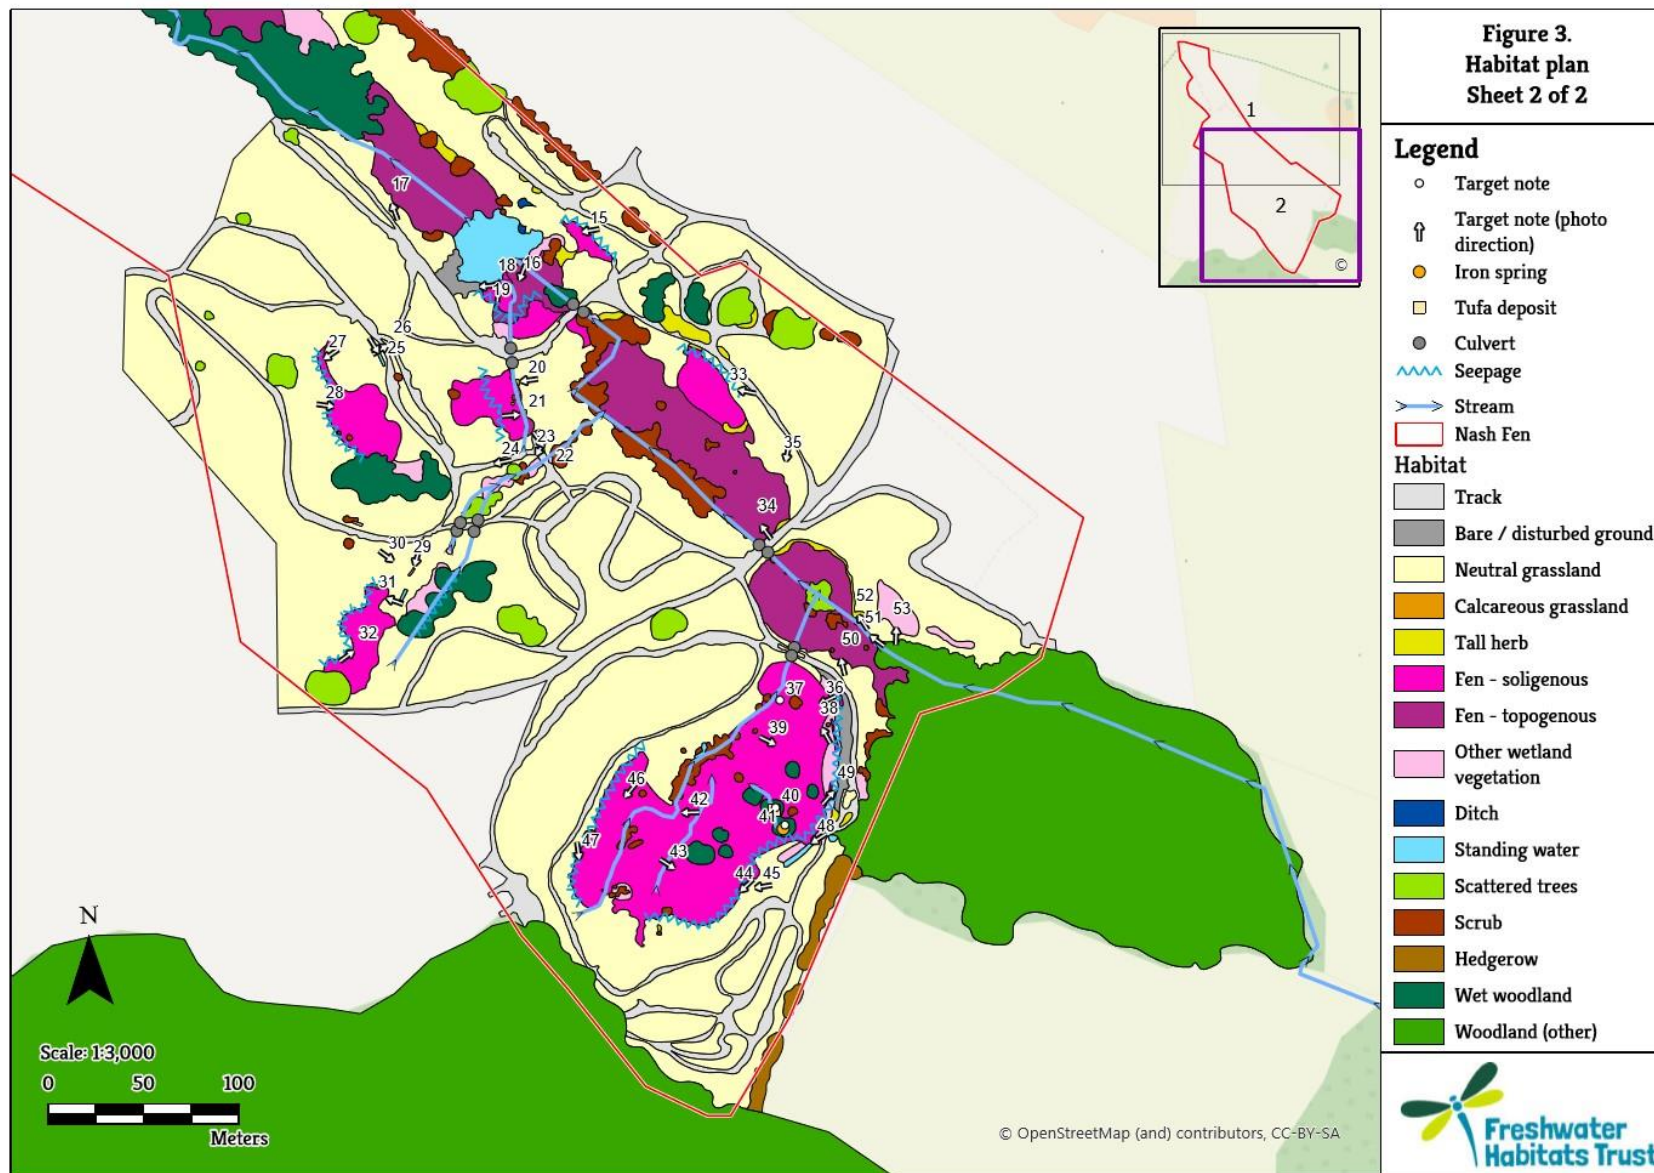 Figure 3.
Habitat plan
Sheet 2 of 2
Legend
Target note
Target note (photo
direction)
Iron spring
Tufa deposit
Culvert
Seepage
Stream
Nash Fen
Habitat
Track
Bare / disturbed ground
Neutral grassland
Calcareous grassland
Tall herb
Fen - soligenous
Fen - topogenous
Other wetland
vegetation
Ditch
Standing water
Scattered trees
Scrub
Hedgerow
Wet woodland
Woodland (other)
Freshwater
Habitats Trust
1
2
©
17
15
18 16
19
26
27 25
20
28
33
21
23
35
24
22
34
30 29
31
52
53
51
32
50
37 36
38
39
46
49
42 40
41
47
48
43
44 45
N
Scale: 1:3,000
0 50 100
Meters
© OpenStreetMap (and) contributors, CC-BY-SA